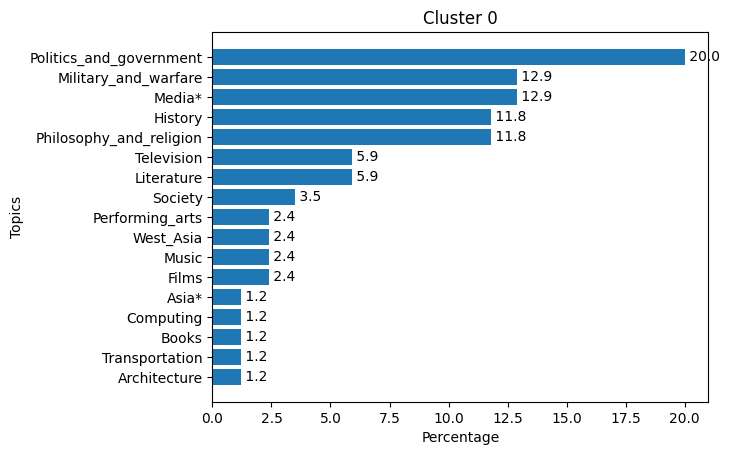 Cluster 0
Politics_and_government 20.0
Military_and_warfare 12.9
Media* 12.9
History 11.8
Philosophy_and_religion 11.8
Television 5.9
Literature 5.9
Society 3.5
Performing_arts 2.4
West_Asia 2.4
Music 2.4
Films 2.4
Asia* 1.2
Computing 1.2
Books 1.2
Transportation 1.2
Architecture 1.2
Topics
0.0 2.5 5.0 7.5 10.0 12.5 15.0 17.5 20.0
Percentage